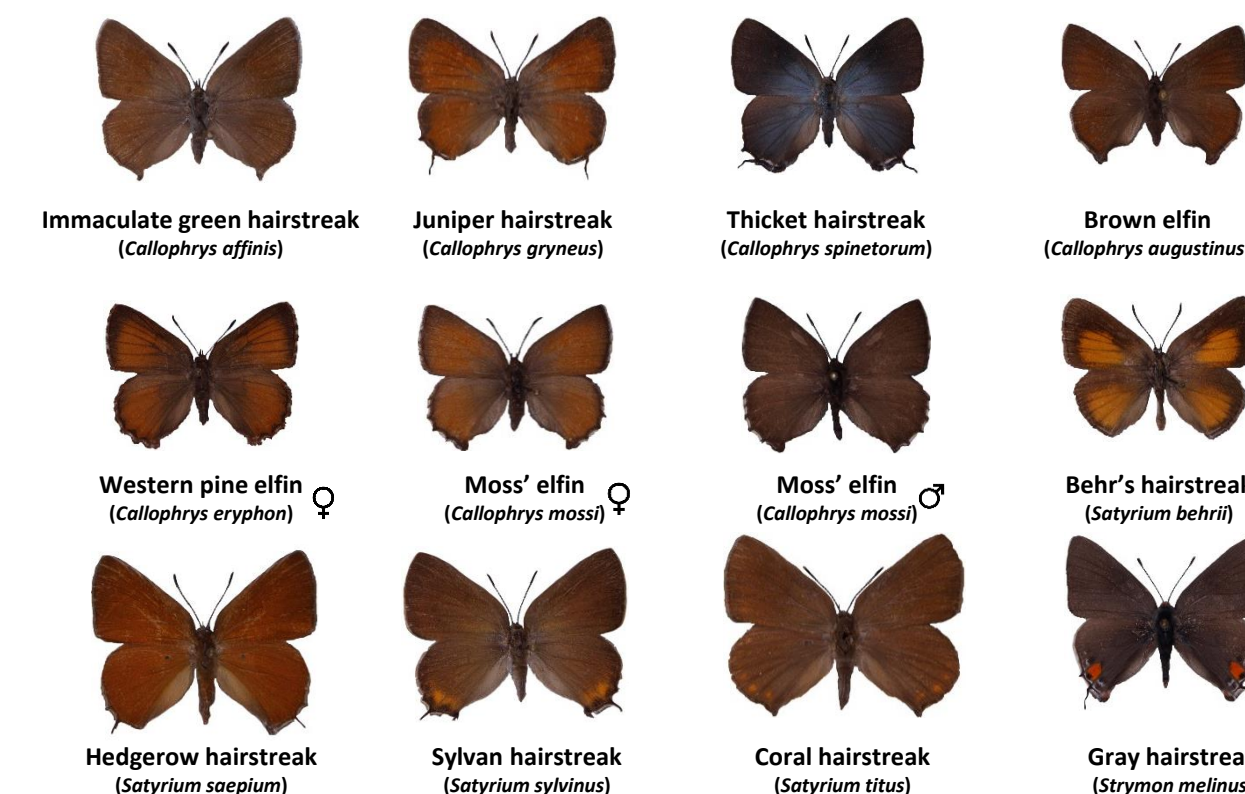 Immaculate green hairstreak
(Callophrys affinis)
Juniper hairstreak
(Callophrys gryneus)
Thicket hairstreak
(Callophrys spinetorum)
Brown elfin
(Callophrys augustinus
Western pine elfin ♀
(Callophrys eryphon)
Moss’ elfin ♀
(Callophrys mossi)
Moss’ elfin ♂
(Callophrys mossi)
Behr’s hairstreak
(Satyrium behrii)
Hedgerow hairstreak
(Satyrium saepium)
Sylvan hairstreak
(Satyrium sylvinus)
Coral hairstreak
(Satyrium titus)
Gray hairstrea
(Strymon melinus